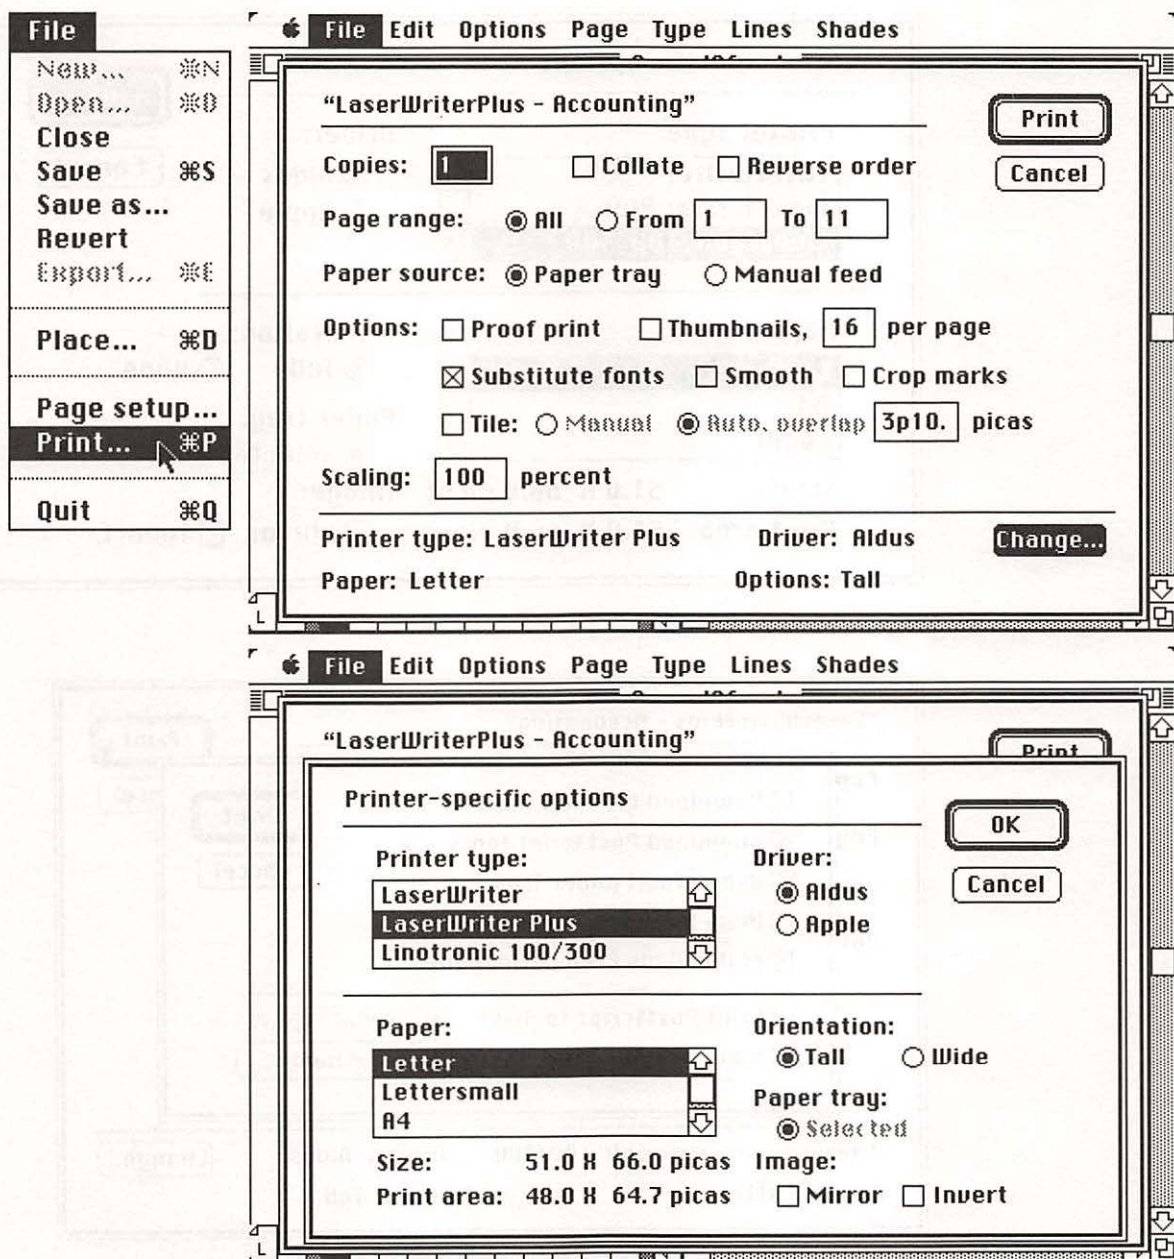 File
New... ⌘N
Open... ⌘O
Close
Save ⌘S
Save as...
Revert
Export... ⌘E
Place... ⌘D
Page setup...
Print... ⌘P
Quit ⌘Q
File Edit Options Page Type Lines Shades
“LaserWriterPlus - Accounting”
Print
Copies: 1 Collate Reverse order
Cancel
Page range: All From 1 To 11
Paper source: Paper tray Manual feed
Options: Proof print Thumbnails, 16 per page
Substitute fonts Smooth Crop marks
Tile: Manual Auto. overlap 3p10. picas
Scaling: 100 percent
Printer type: LaserWriter Plus Driver: Aldus Change...
Paper: Letter Options: Tall
L
File Edit Options Page Type Lines Shades
“LaserWriterPlus - Accounting”
Print
Printer-specific options
OK
Printer type: Driver:
LaserWriter Aldus Cancel
LaserWriter Plus Apple
Linotronic 100/300
Paper: Orientation:
Letter Tall Wide
Lettersmall Paper tray:
A4 Selected
Size: 51.0 X 66.0 picas Image:
Print area: 48.0 X 64.7 picas Mirror Invert
L